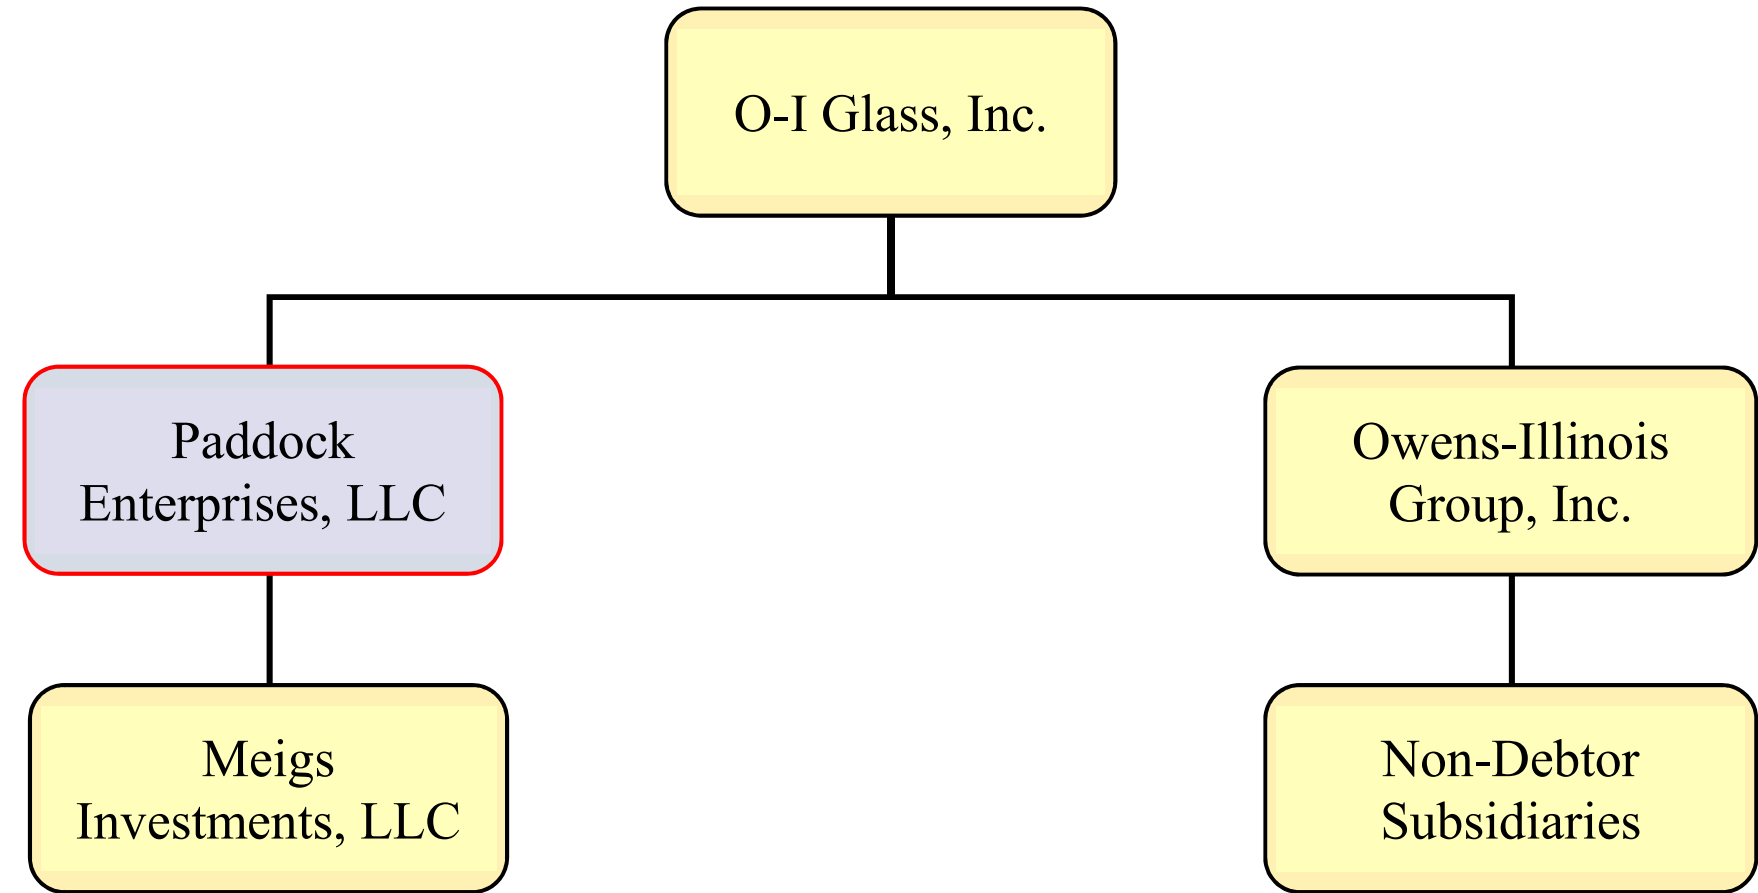 O-I Glass, Inc.
Paddock
Enterprises, LLC
Owens-Illinois
Group, Inc.
Meigs
Investments, LLC
Non-Debtor
Subsidiaries